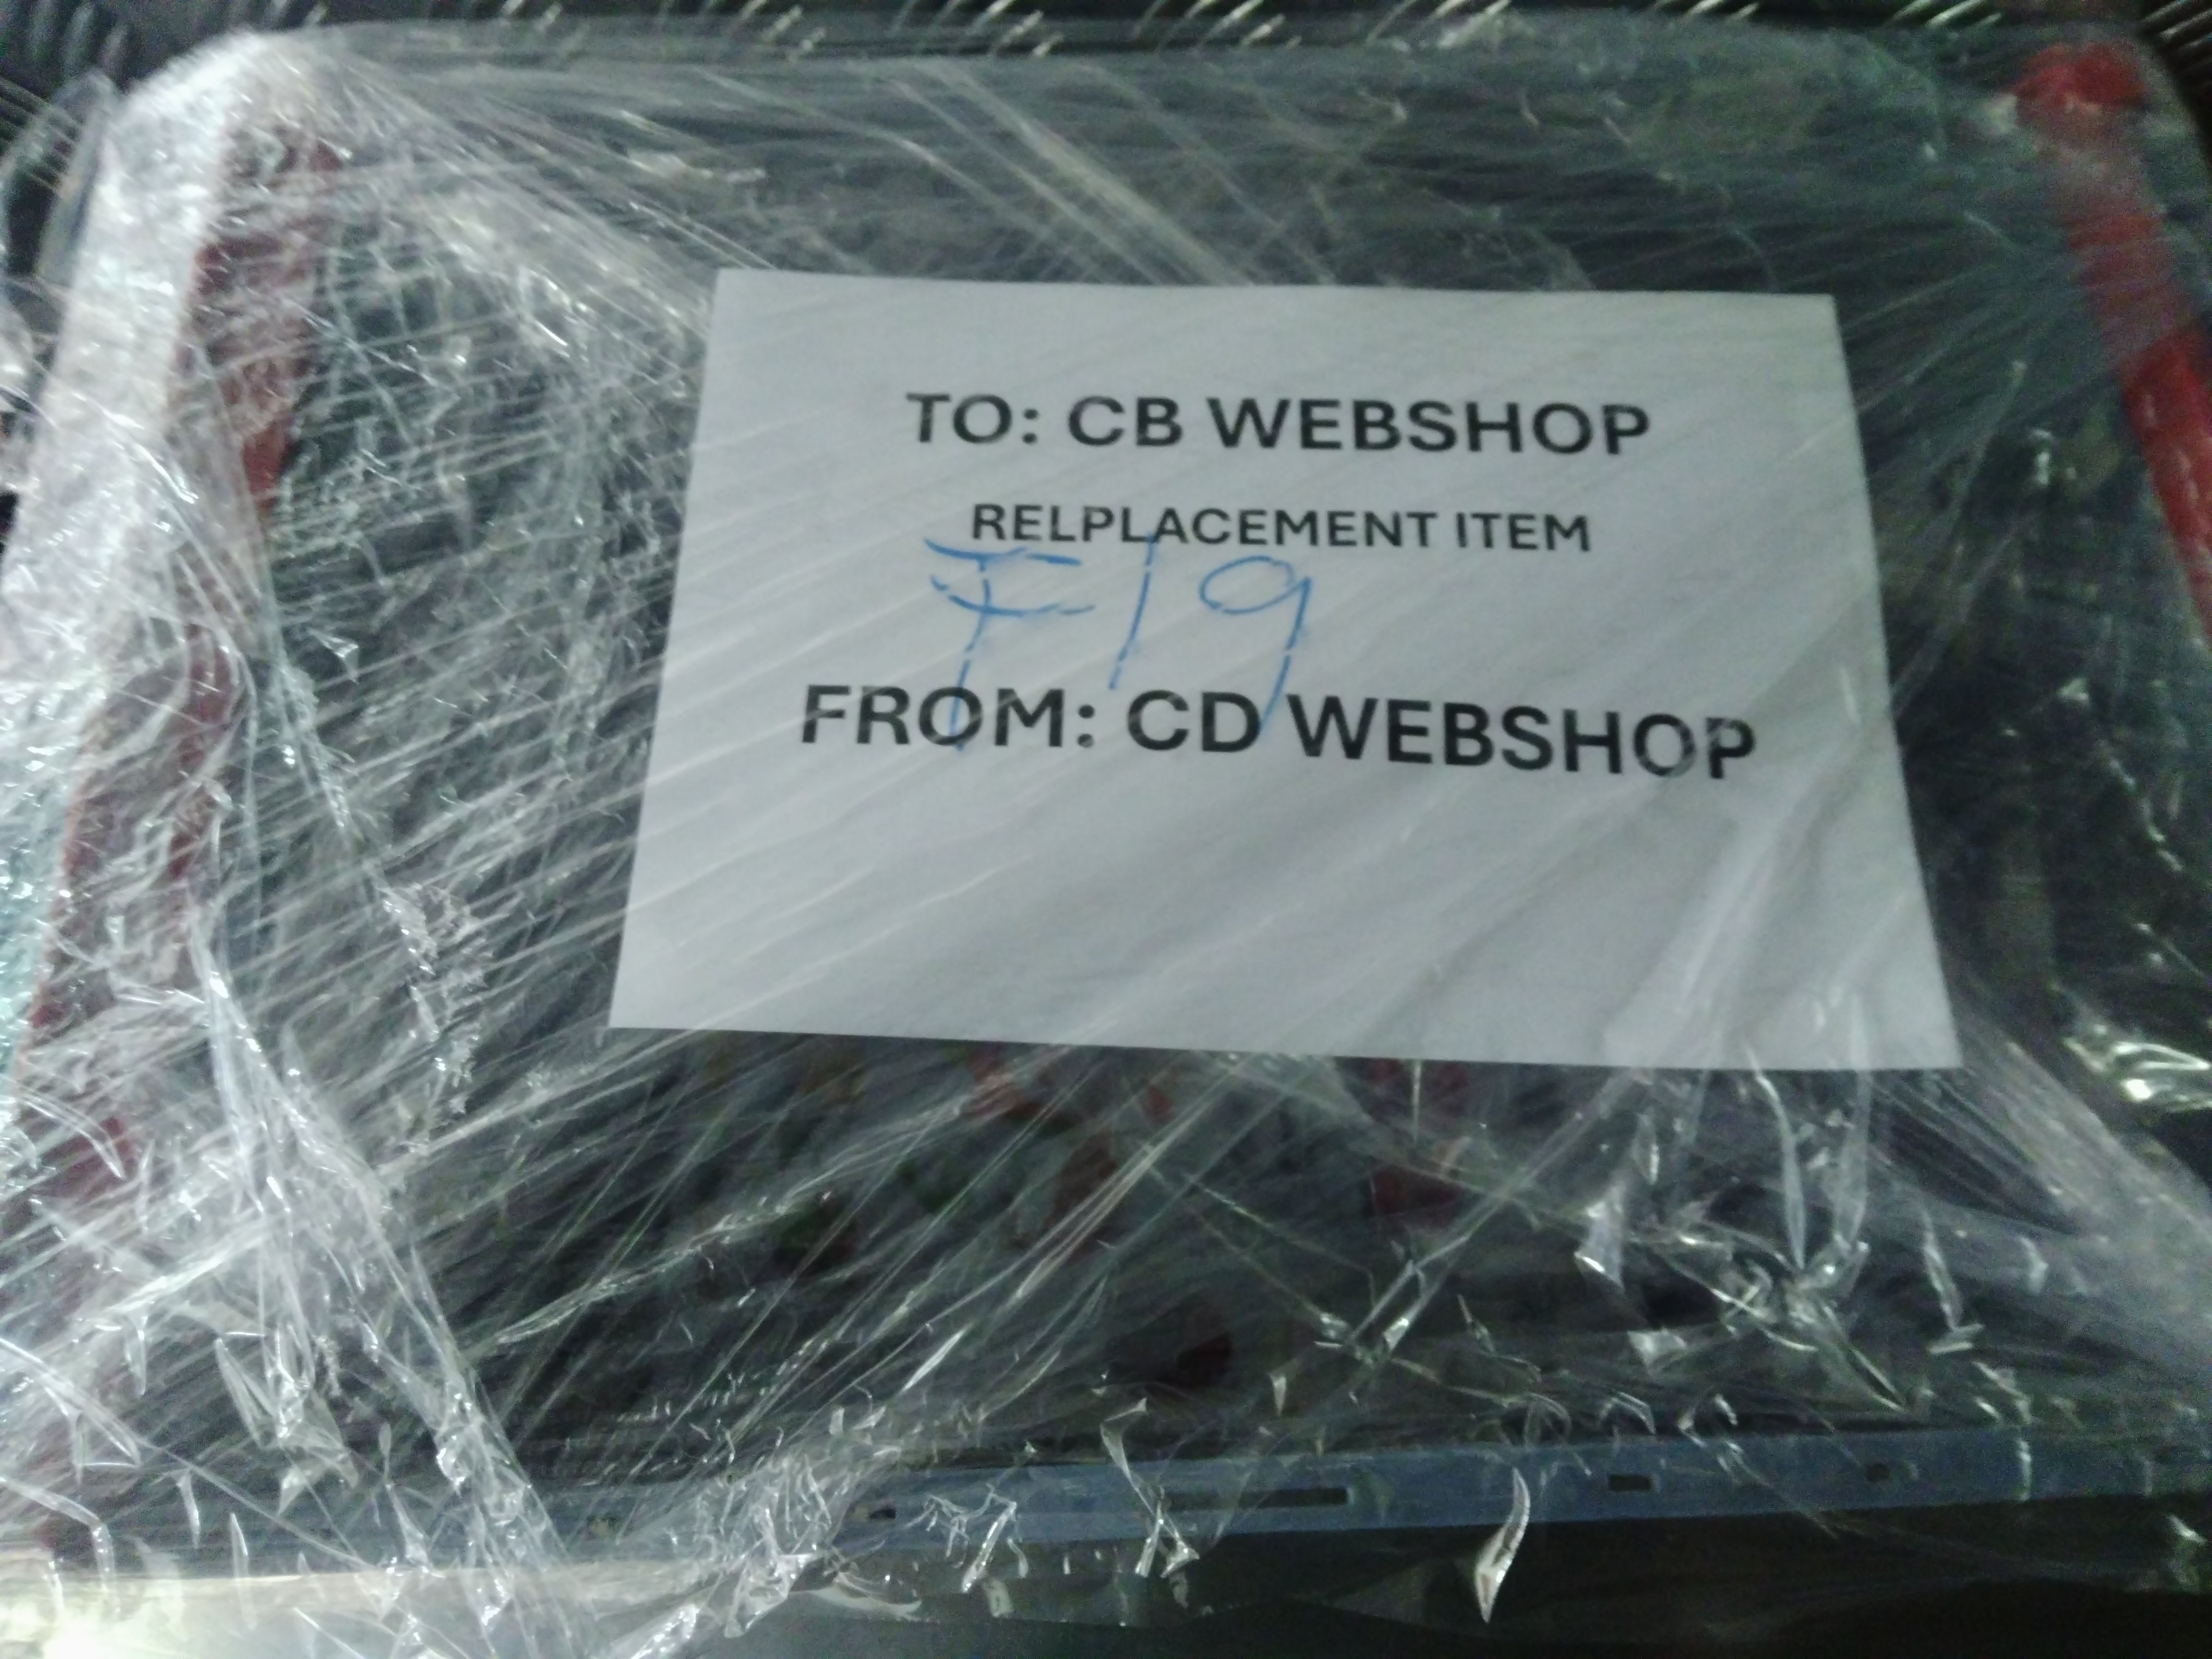 TO: CB WEBSHOP
RELPLACEMENT ITEM
F19
FROM: CD WEBSHOP